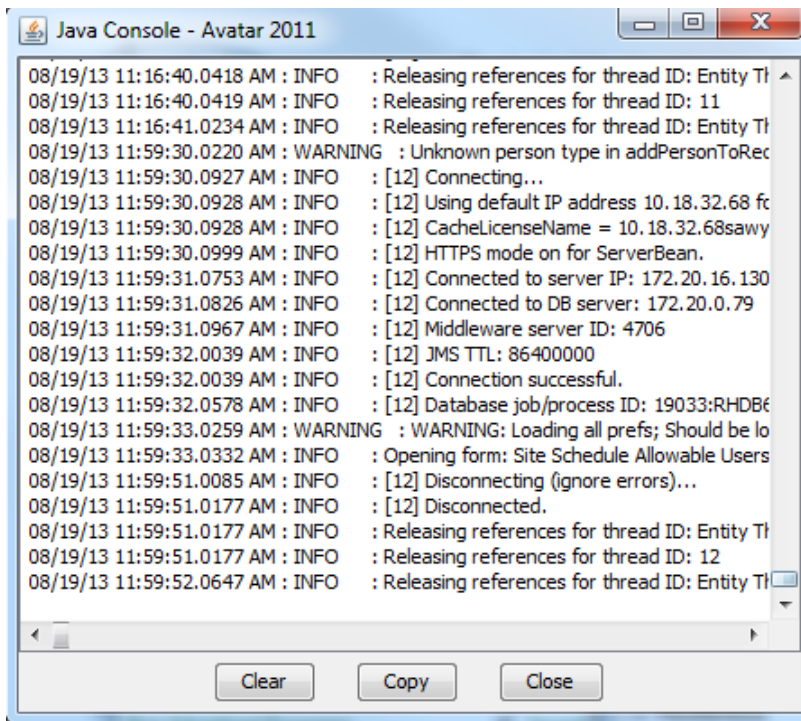 Java Console - Avatar 2011
08/19/13 11:16:40.0418 AM : INFO : Releasing references for thread ID: Entity
08/19/13 11:16:40.0419 AM : INFO : Releasing references for thread ID: 11
08/19/13 11:16:41.0234 AM : INFO : Releasing references for thread ID: Entity
08/19/13 11:59:30.0220 AM : WARNING : Unknown person type in addPersonToRec
08/19/13 11:59:30.0927 AM : INFO : [12] Connecting...
08/19/13 11:59:30.0928 AM : INFO : [12] Using default IP address 10.18.32.68 fo
08/19/13 11:59:30.0928 AM : INFO : [12] CacheLicenseName = 10.18.32.68sawy
08/19/13 11:59:30.0999 AM : INFO : [12] HTTPS mode on for ServerBean.
08/19/13 11:59:31.0753 AM : INFO : [12] Connected to server IP: 172.20.16.130
08/19/13 11:59:31.0826 AM : INFO : [12] Connected to DB server: 172.20.0.79
08/19/13 11:59:31.0967 AM : INFO : [12] Middleware server ID: 4706
08/19/13 11:59:32.0039 AM : INFO : [12] JMS TTL: 86400000
08/19/13 11:59:32.0039 AM : INFO : [12] Connection successful.
08/19/13 11:59:32.0578 AM : INFO : [12] Database job/process ID: 19033:RHDB6
08/19/13 11:59:33.0259 AM : WARNING : WARNING: Loading all prefs; Should be lo
08/19/13 11:59:33.0332 AM : INFO : Opening form: Site Schedule Allowable Users
08/19/13 11:59:51.0085 AM : INFO : [12] Disconnecting (ignore errors)...
08/19/13 11:59:51.0177 AM : INFO : [12] Disconnected.
08/19/13 11:59:51.0177 AM : INFO : Releasing references for thread ID: Entity
08/19/13 11:59:51.0177 AM : INFO : Releasing references for thread ID: 12
08/19/13 11:59:52.0647 AM : INFO : Releasing references for thread ID: Entity
Clear Copy Close